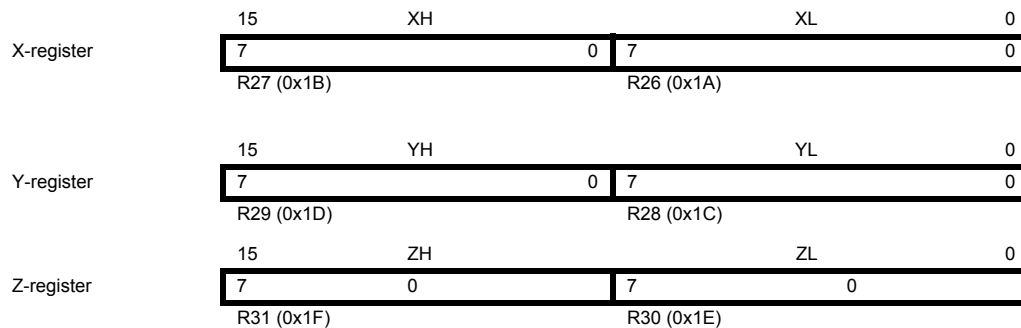 15 XH XL 0
X-register 7 0 7 0
R27 (0x1B) R26 (0x1A)
15 YH YL 0
Y-register 7 0 7 0
R29 (0x1D) R28 (0x1C)
15 ZH ZL 0
Z-register 7 0 7 0
R31 (0x1F) R30 (0x1E)